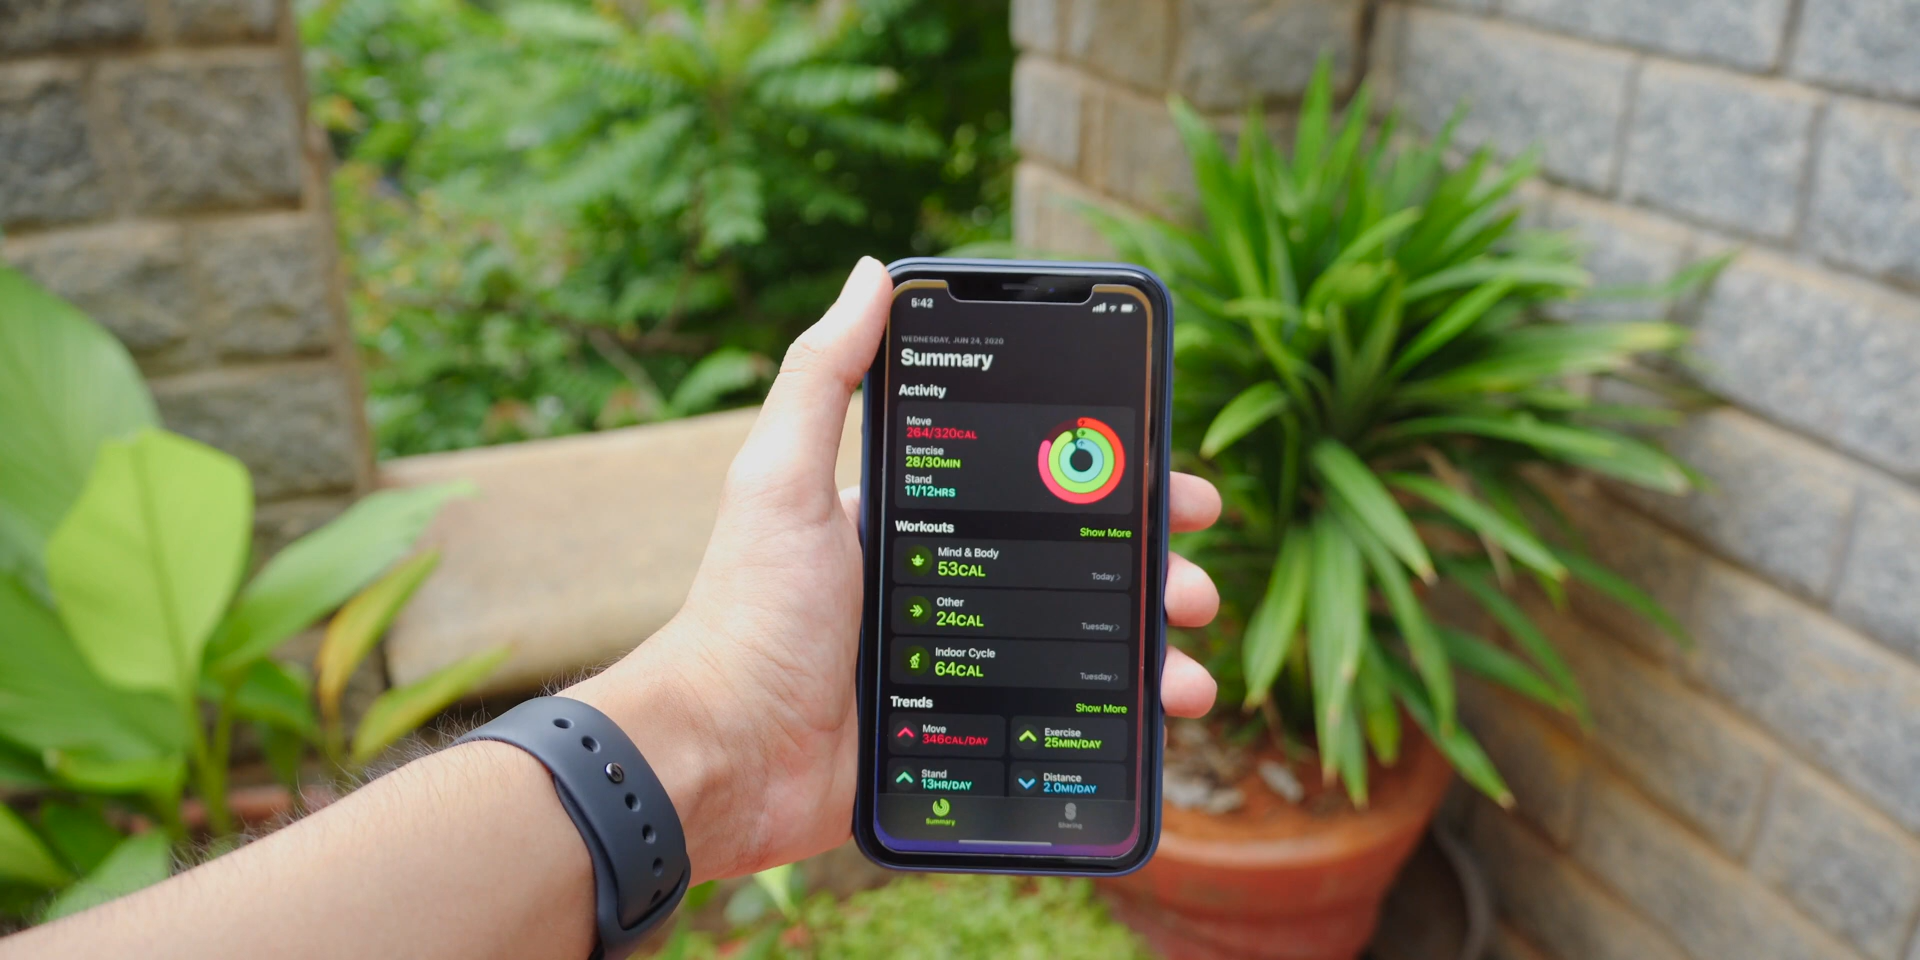 5:42
WEDNESDAY, JUN 24, 2020
Summary
Activity
Move
264/320CAL
Exercise
28/30MIN
Stand
11/12HRS
Workouts
Show More
Mind & Body
53CAL
Today
Other
24CAL
Tuesday
Indoor Cycle
64CAL
Tuesday
Trends
Show More
Move
346CAL/DAY
Exercise
25MIN/DAY
Stand
13HR/DAY
Distance
2.0MI/DAY
Summary
Sharing